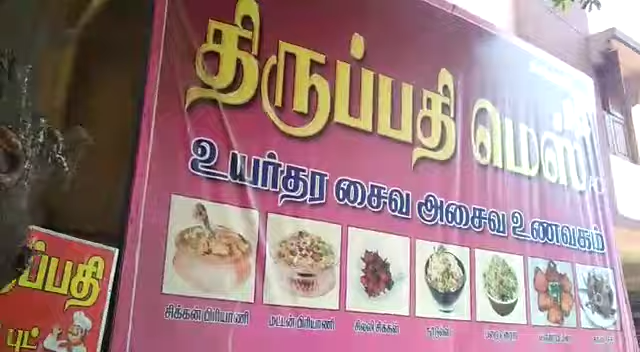 திருப்பதி மெஸ்
உயர்தர சைவ அசைவ உணவகம்
சிக்கன் பிரியாணி
மட்டன் பிரியாணி
சில்லி சிக்கன்
நூடுல்ஸ்
ப்பதி
புட்